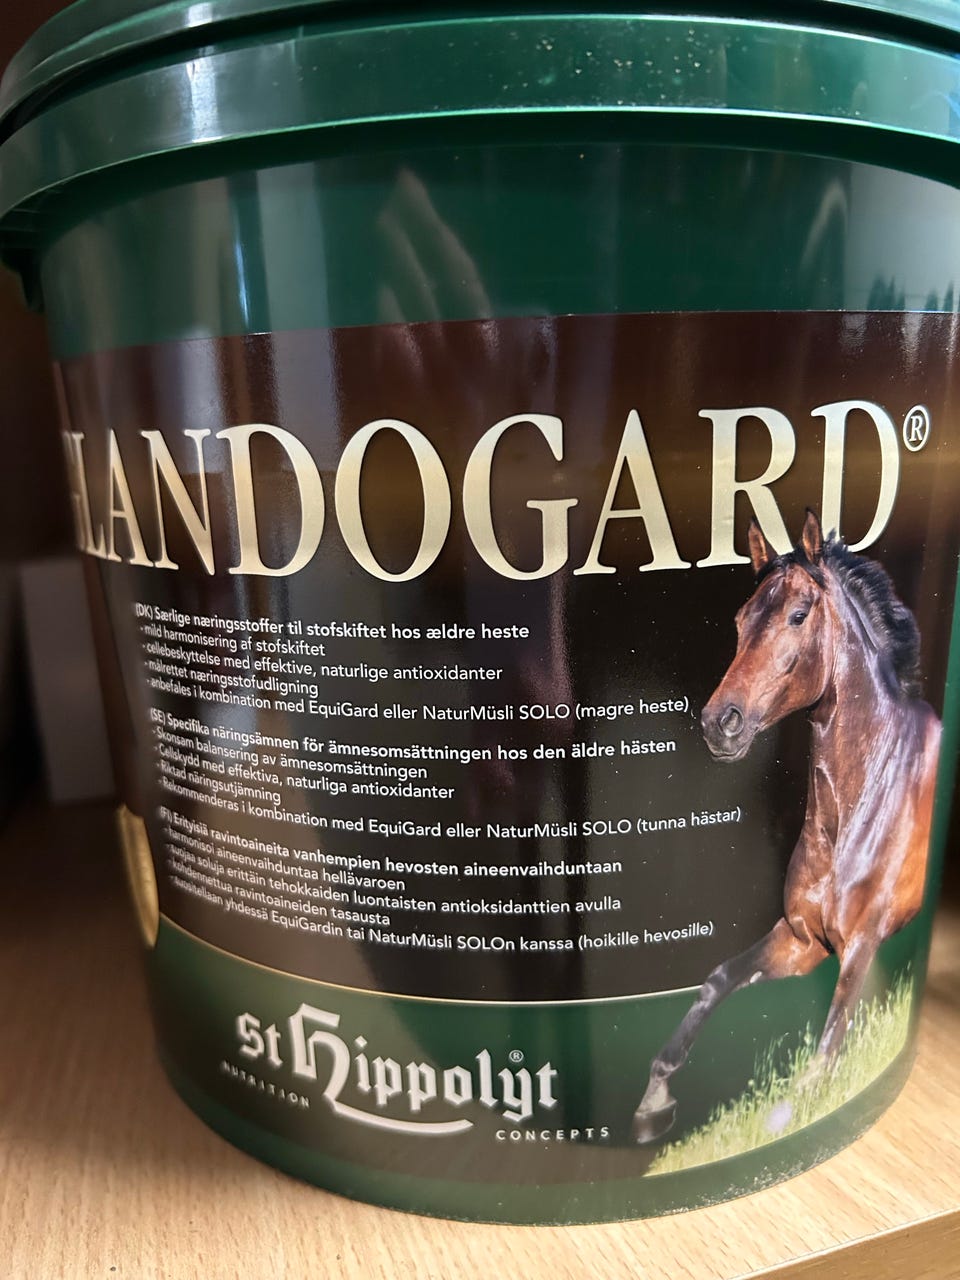 GLANDOGARD®
(DK) Særlige næringsstoffer til stofskiftet hos ældre heste
- mild harmonisering af stofskiftet
- cellebeskyttelse med effektive, naturlige antioxidanter
- målrettet næringsstofudligning
- anbefales i kombination med EquiGard eller NaturMüsli SOLO (magre heste)
(SE) Specifika näringsämnen för ämnesomsättningen hos den äldre hästen
- Skonsam balansering av ämnesomsättningen
- Cellskydd med effektiva, naturliga antioxidanter
- Riktad näringsutjämning
- Rekommenderas i kombination med EquiGard eller NaturMüsli SOLO (tunna hästar)
(FI) Erityisiä ravintoaineita vanhempien hevosten aineenvaihduntaan
- harmonisoi aineenvaihduntaa hellävaroen
- suojaa soluja erittäin tehokkaiden luontaisten antioksidanttien avulla
- kohdennettua ravintoaineiden tasausta
- suositellaan yhdessä EquiGardin tai NaturMüsli SOLOn kanssa (hoikille hevosille)
St Hippolyt®
NUTRITION CONCEPTS